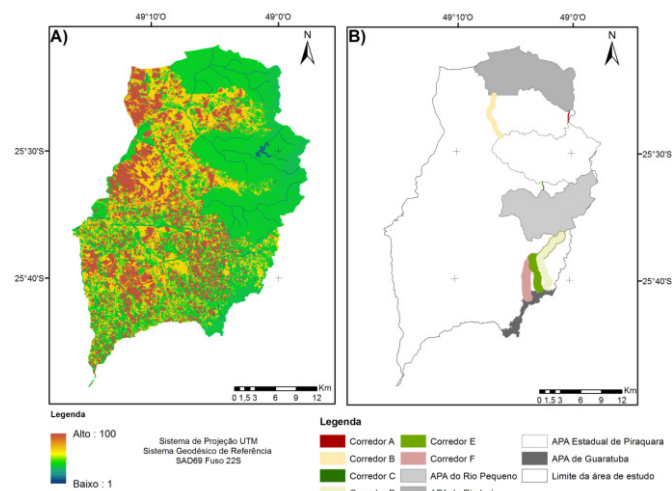 A)
49°10'S
49°0'S
N
25°30'S
25°35'S
25°40'S
Km
0 1,5 3 6 9 12
Legenda
Alto : 100
Baixo : 1
Sistema de Projeção UTM
Sistema Geodésico de Referência
SAD69 Fuso 22S
B)
49°10'S
49°0'S
N
25°30'S
25°40'S
Km
0 1,5 3 6 9 12
Legenda
Corredor A
Corredor B
Corredor C
Corredor E
Corredor F
APA do Rio Pequeno
APA Estadual de Piraquara
APA de Guaratuba
Limite da área de estudo